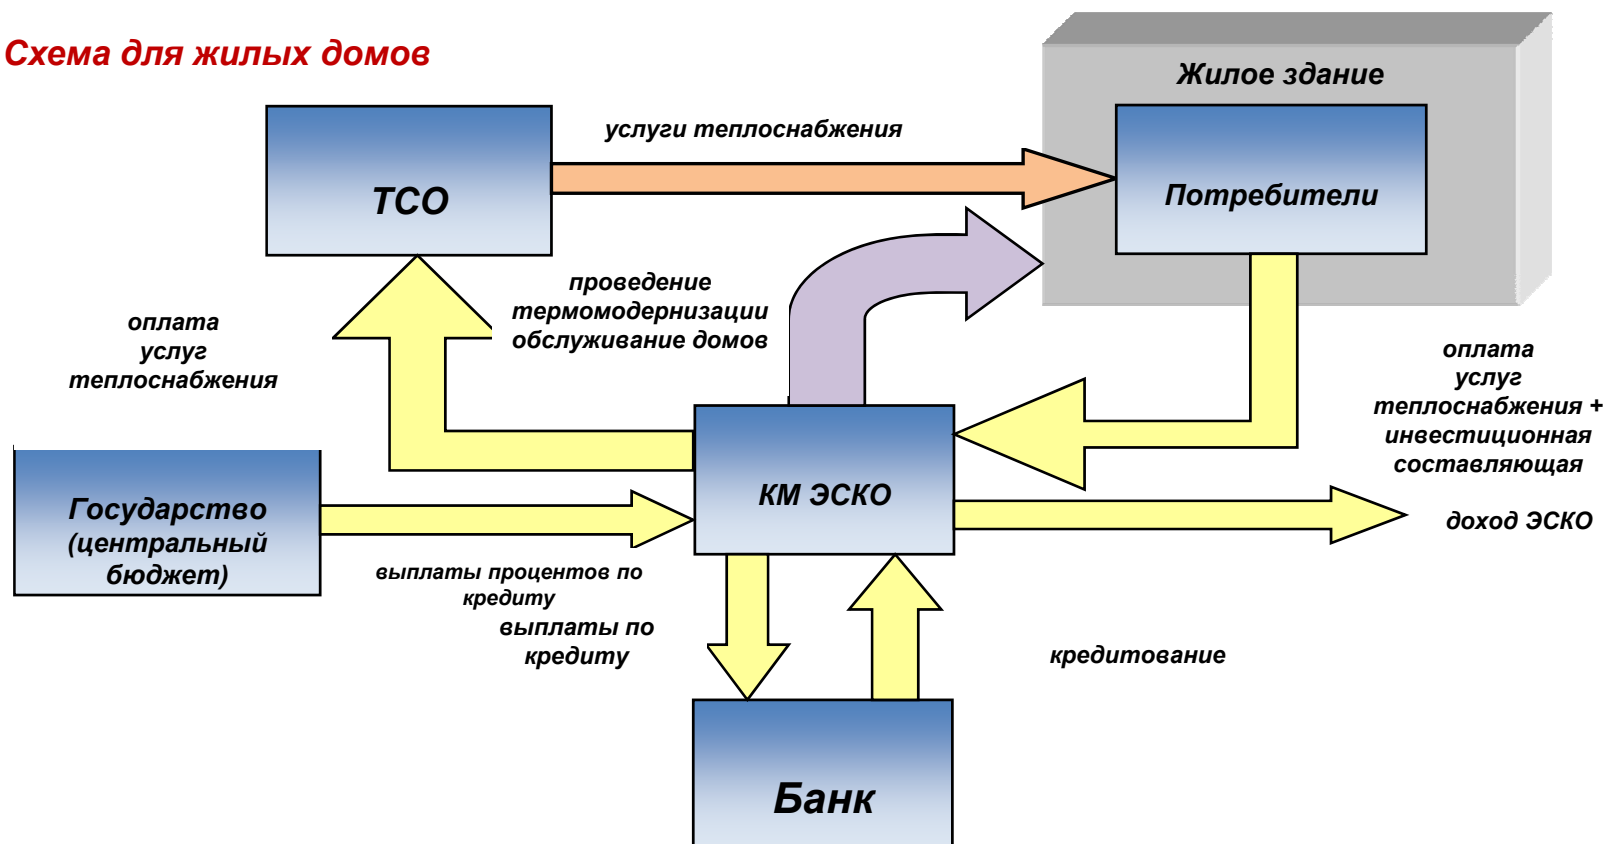 Схема для жилых домов
Жилое здание
услуги теплоснабжения
ТСО
Потребители
проведение
термомодернизации
обслуживание домов
оплата
услуг
теплоснабжения
оплата
услуг
теплоснабжения +
инвестиционная
составляющая
Государство
(центральный
бюджет)
КМ ЭСКО
доход ЭСКО
выплаты процентов по
кредиту
выплаты по
кредиту
кредитование
Банк